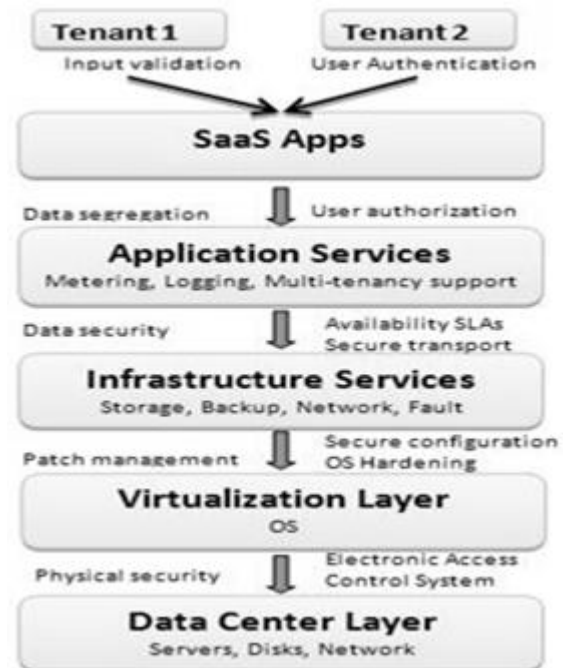 Tenant 1
Tenant 2
Input validation
User Authentication
SaaS Apps
Data segregation
User authorization
Application Services
Metering, Logging, Multi-tenancy support
Data security
Availability SLAs
Secure transport
Infrastructure Services
Storage, Backup, Network, Fault
Patch management
Secure configuration
OS Hardening
Virtualization Layer
OS
Physical security
Electronic Access
Control System
Data Center Layer
Servers, Disks, Network